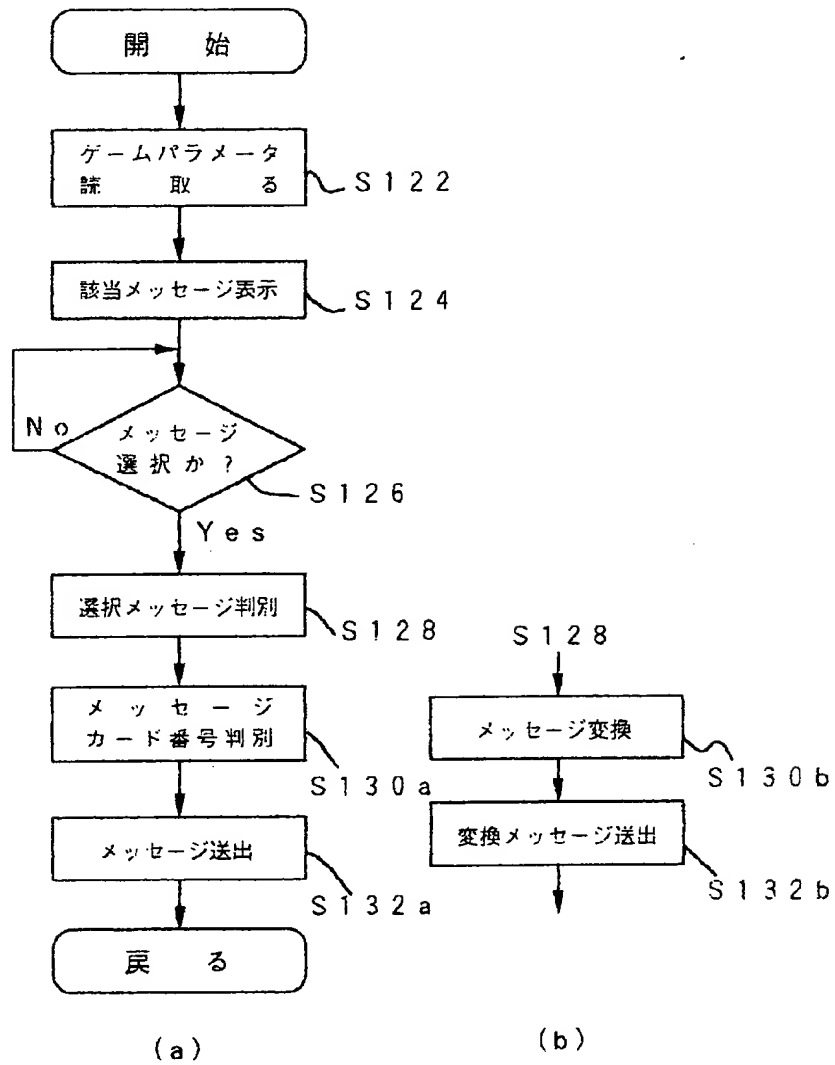 開始
ゲームパラメータ
読取る
S122
該当メッセージ表示
S124
No
メッセージ
選択か？
S126
Yes
選択メッセージ判別
S128
メッセージ
カード番号判別
S130a
メッセージ送出
S132a
戻る
(a)
S128
メッセージ変換
S130b
変換メッセージ送出
S132b
(b)